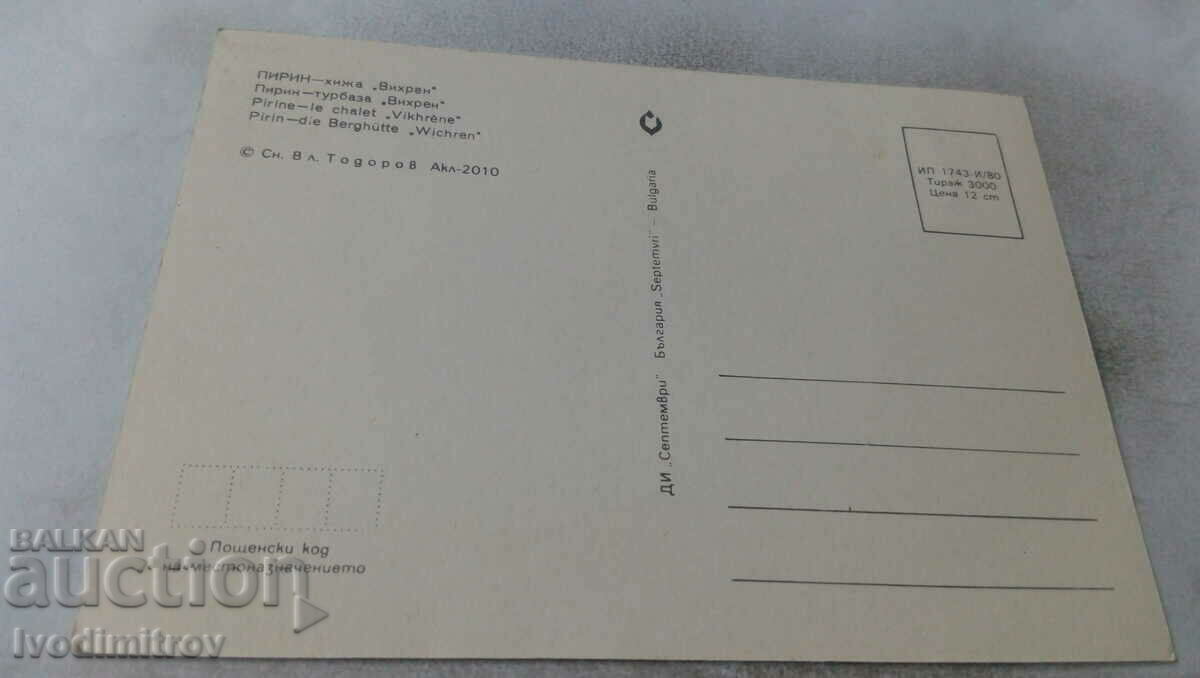 ПИРИН—хижа „Вихрен"
Пирин—турбаза „Вихрен"
Pirine—le chalet „Vikhrène"
Pirin—die Berghütte „Wichren"
© Сн. Вл. Тодоров Акл-2010
ДИ „Септември" България „Septemvri" – Bulgaria
ИП 1743-И/80
Тираж 3000
Цена 12 ст
Пощенски код
на местоназначението
BALKAN
auction
Ivodimitrov